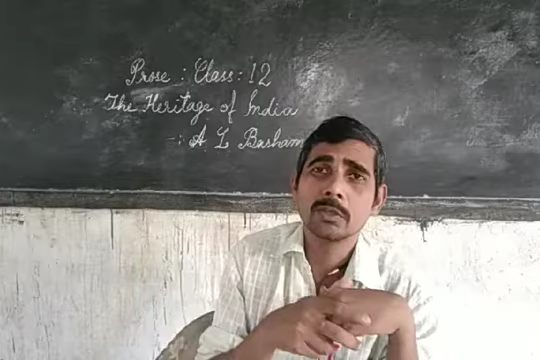 Prose : Class : 12
The Heritage of India
-: A L Basham